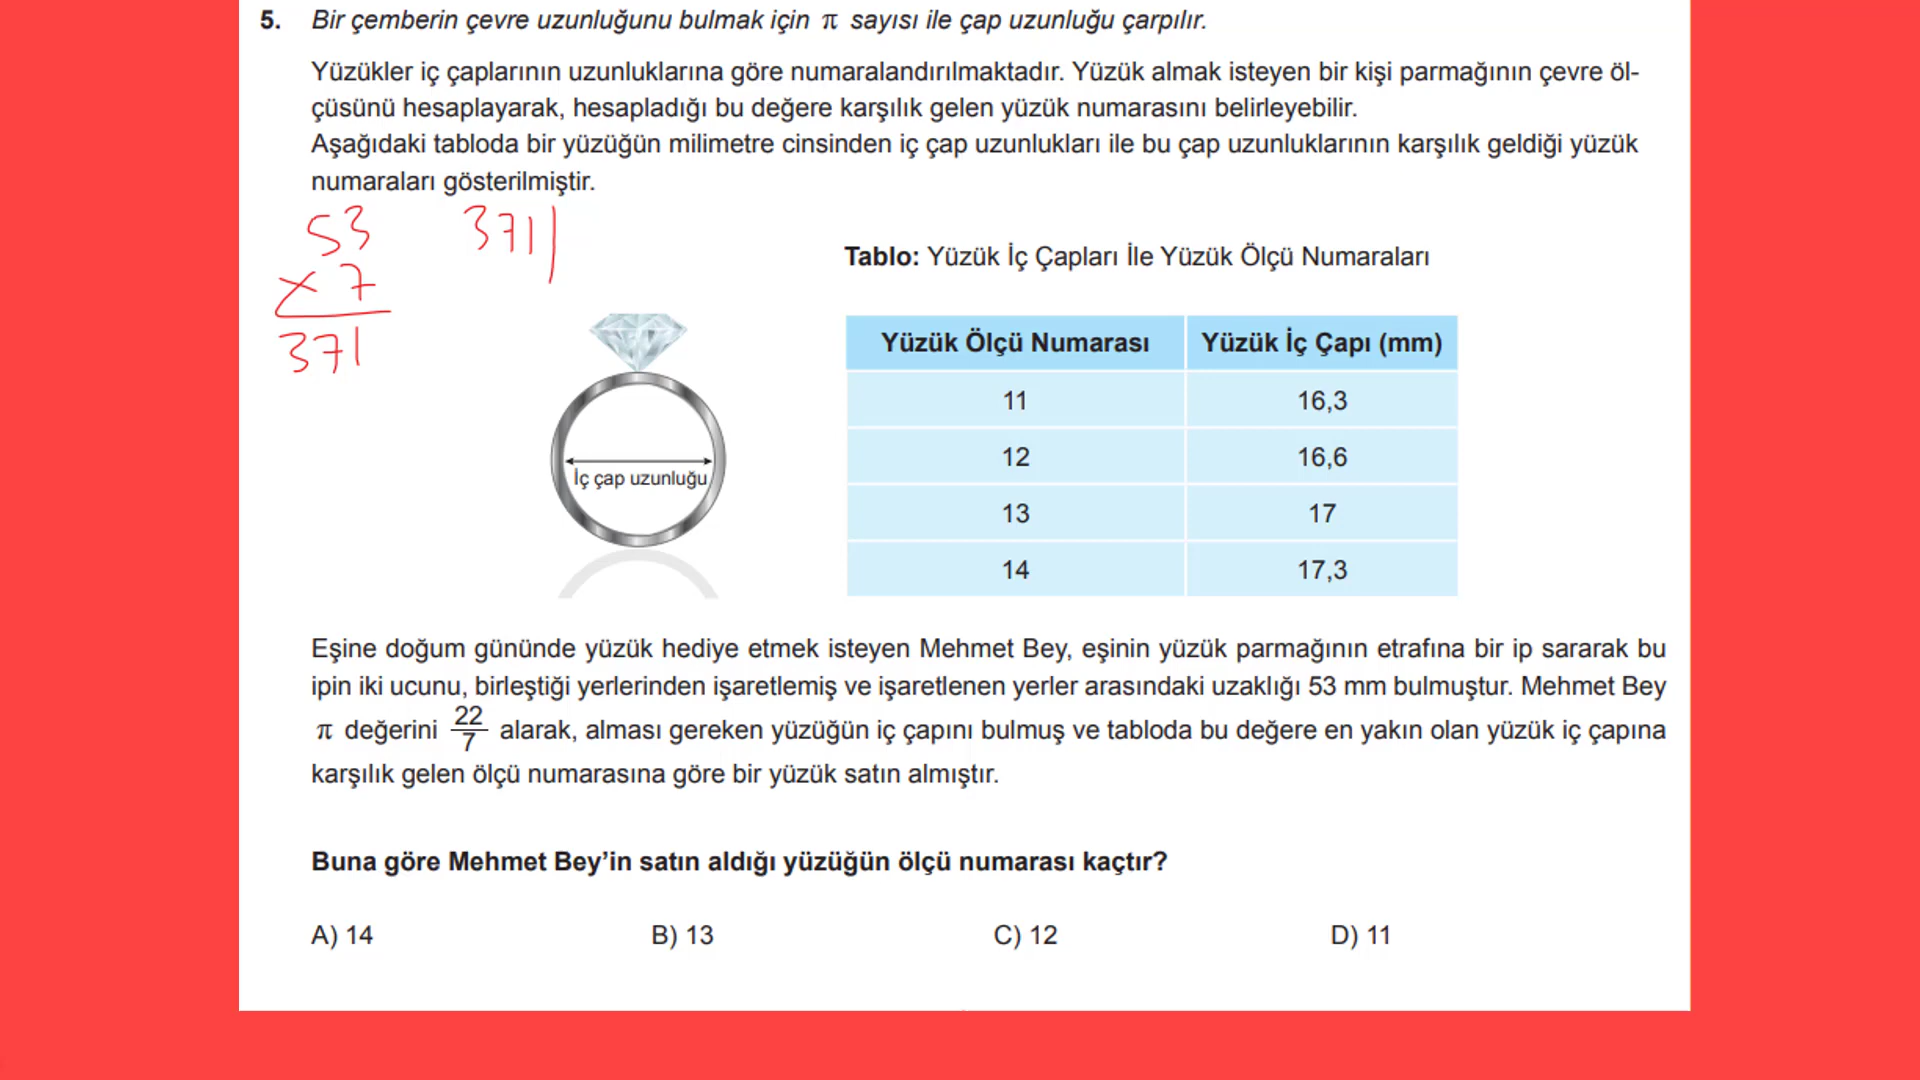 5. Bir çemberin çevre uzunluğunu bulmak için π sayısı ile çap uzunluğu çarpılır.
Yüzükler iç çaplarının uzunluklarına göre numaralandırılmaktadır. Yüzük almak isteyen bir kişi parmağının çevre öl-
çüsünü hesaplayarak, hesapladığı bu değere karşılık gelen yüzük numarasını belirleyebilir.
Aşağıdaki tabloda bir yüzüğün milimetre cinsinden iç çap uzunlukları ile bu çap uzunluklarının karşılık geldiği yüzük
numaraları gösterilmiştir.
53
x 7
371
371
Tablo: Yüzük İç Çapları İle Yüzük Ölçü Numaraları
Yüzük Ölçü Numarası Yüzük İç Çapı (mm)
11 16,3
12 16,6
13 17
14 17,3
İç çap uzunluğu
Eşine doğum gününde yüzük hediye etmek isteyen Mehmet Bey, eşinin yüzük parmağının etrafına bir ip sararak bu
ipin iki ucunu, birleştiği yerlerinden işaretlemiş ve işaretlenen yerler arasındaki uzaklığı 53 mm bulmuştur. Mehmet Bey
π değerini 22/7 alarak, alması gereken yüzüğün iç çapını bulmuş ve tabloda bu değere en yakın olan yüzük iç çapına
karşılık gelen ölçü numarasına göre bir yüzük satın almıştır.
Buna göre Mehmet Bey’in satın aldığı yüzüğün ölçü numarası kaçtır?
A) 14 B) 13 C) 12 D) 11